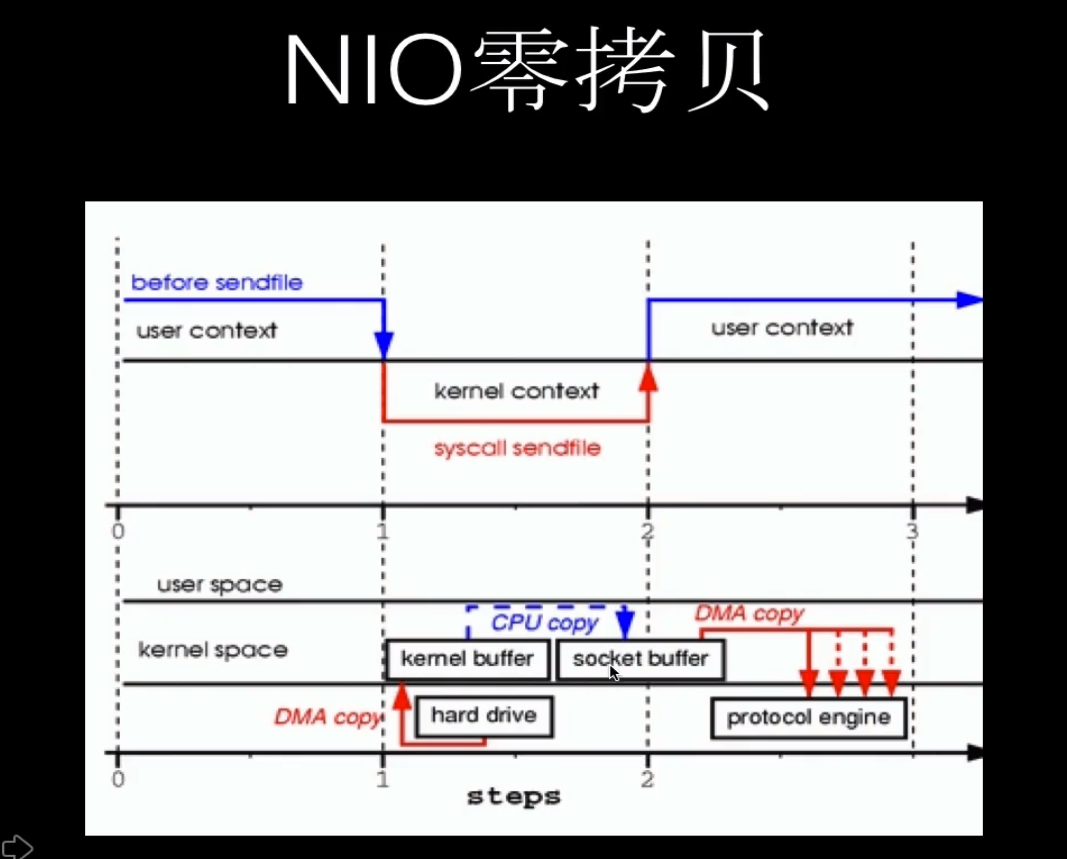 NIO零拷贝
before sendfile
user context
user context
kernel context
syscall sendfile
0 1 2 3
user space
CPU copy
DMA copy
kernel space
kernel buffer
socket buffer
DMA copy
hard drive
protocol engine
0 1 2
steps